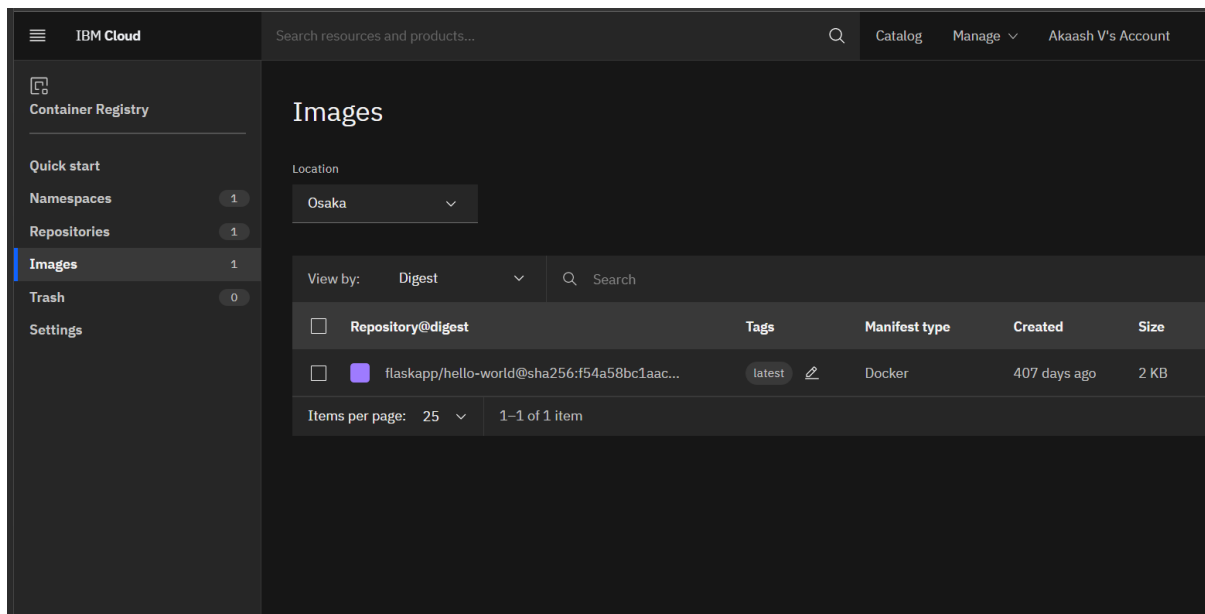 IBM Cloud
Search resources and products...
Catalog
Manage
Akaash V's Account
Container Registry
Quick start
Namespaces 1
Repositories 1
Images 1
Trash 0
Settings
Images
Location
Osaka
View by: Digest
Search
Repository@digest Tags Manifest type Created Size
flaskapp/hello-world@sha256:f54a58bc1aac... latest Docker 407 days ago 2 KB
Items per page: 25 1–1 of 1 item